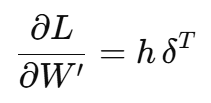 ∂L/∂W′ = h δ^T